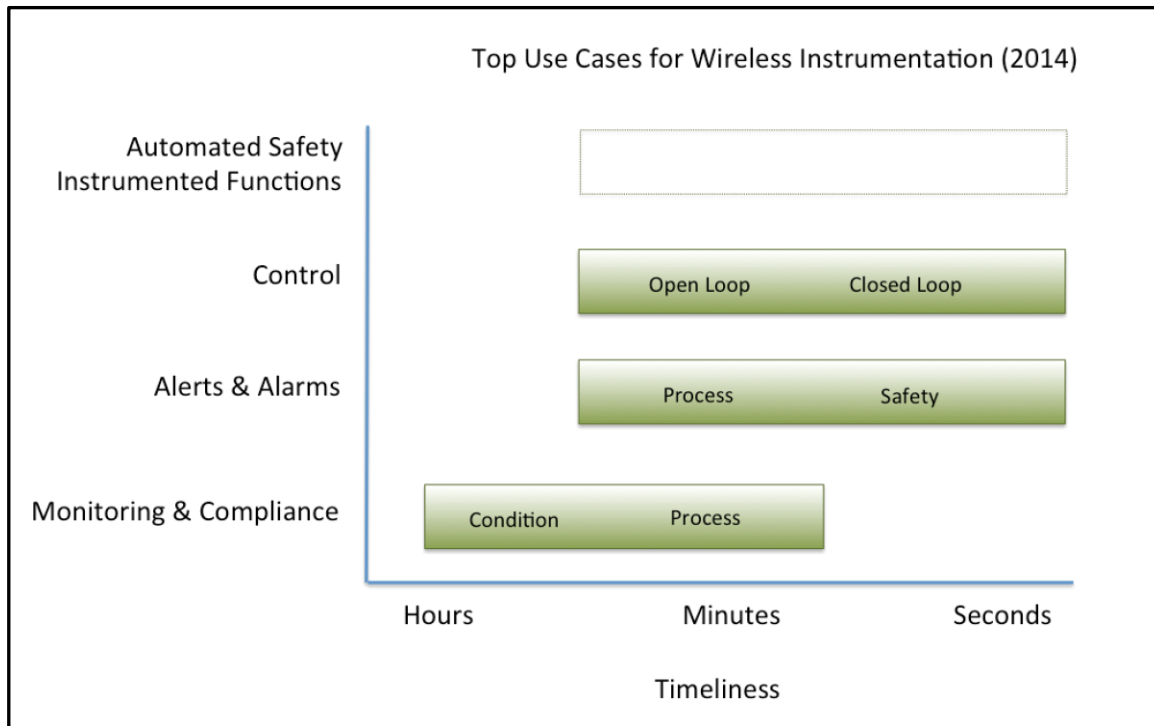 Top Use Cases for Wireless Instrumentation (2014)
Automated Safety
Instrumented Functions
Control
Open Loop
Closed Loop
Alerts & Alarms
Process
Safety
Monitoring & Compliance
Condition
Process
Hours
Minutes
Seconds
Timeliness